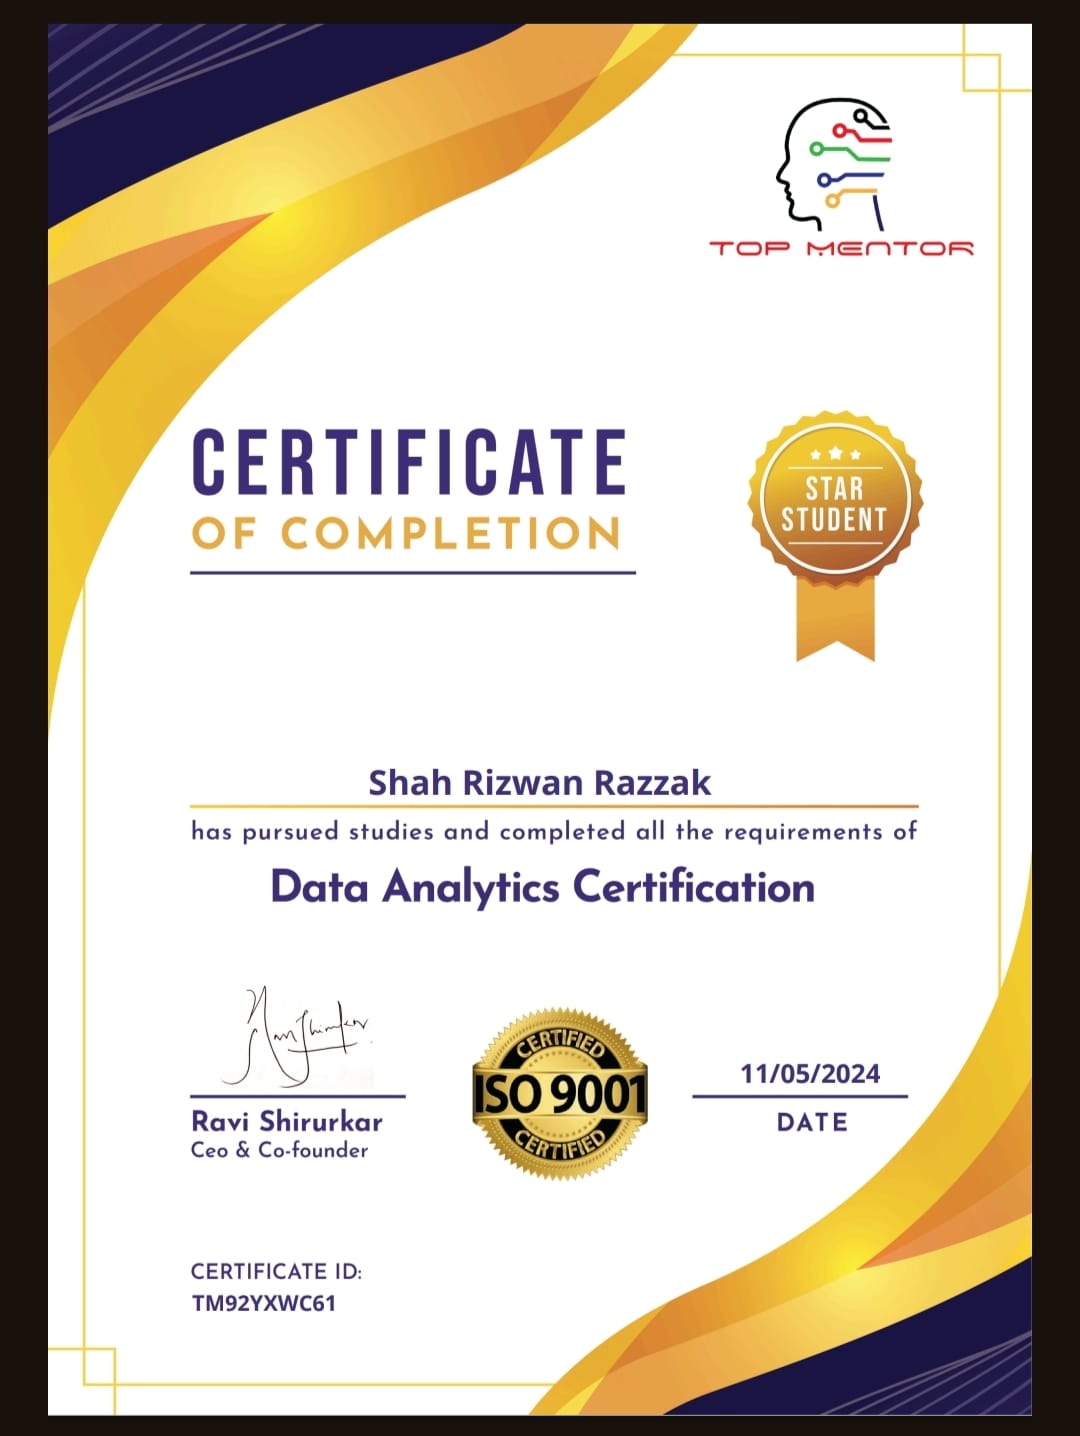 TOP MENTOR
CERTIFICATE
OF COMPLETION
STAR
STUDENT
Shah Rizwan Razzak
has pursued studies and completed all the requirements of
Data Analytics Certification
CERTIFIED
ISO 9001
CERTIFIED
11/05/2024
DATE
Ravi Shirurkar
Ceo & Co-founder
CERTIFICATE ID:
TM92YXWC61